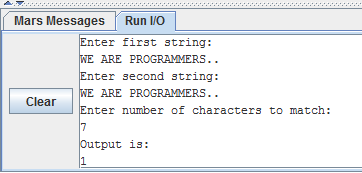 Mars Messages Run I/O
Enter first string:
WE ARE PROGRAMMERS..
Enter second string:
WE ARE PROGRAMMERS..
Clear
Enter number of characters to match:
7
Output is:
1